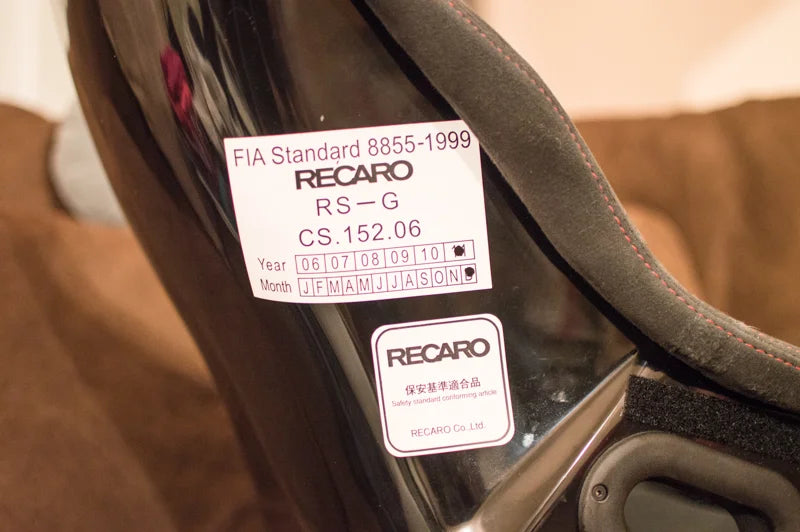 FIA Standard 8855-1999
RECARO
RS-G
CS.152.06
Year 06 07 08 09 10
Month J F M A M J J A S O N D
RECARO
保安基準適合品
Safety standard conforming article
RECARO Co.,Ltd.